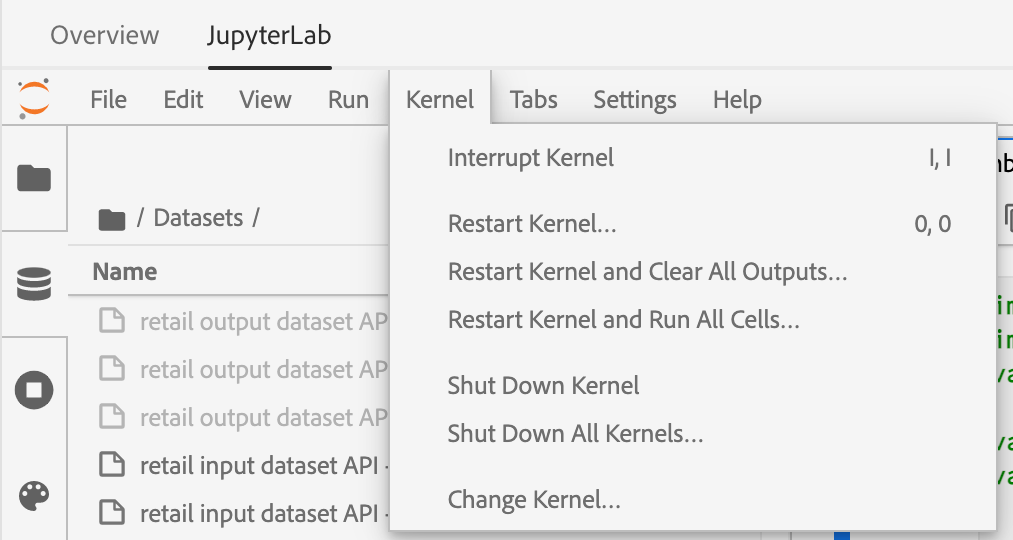 Overview JupyterLab
File Edit View Run Kernel Tabs Settings Help
Interrupt Kernel I, I
/ Datasets /
Restart Kernel... 0, 0
Name
Restart Kernel and Clear All Outputs...
Restart Kernel and Run All Cells...
retail output dataset AP
retail output dataset AP
retail output dataset AP
retail input dataset API -
retail input dataset API -
Shut Down Kernel
Shut Down All Kernels...
Change Kernel...